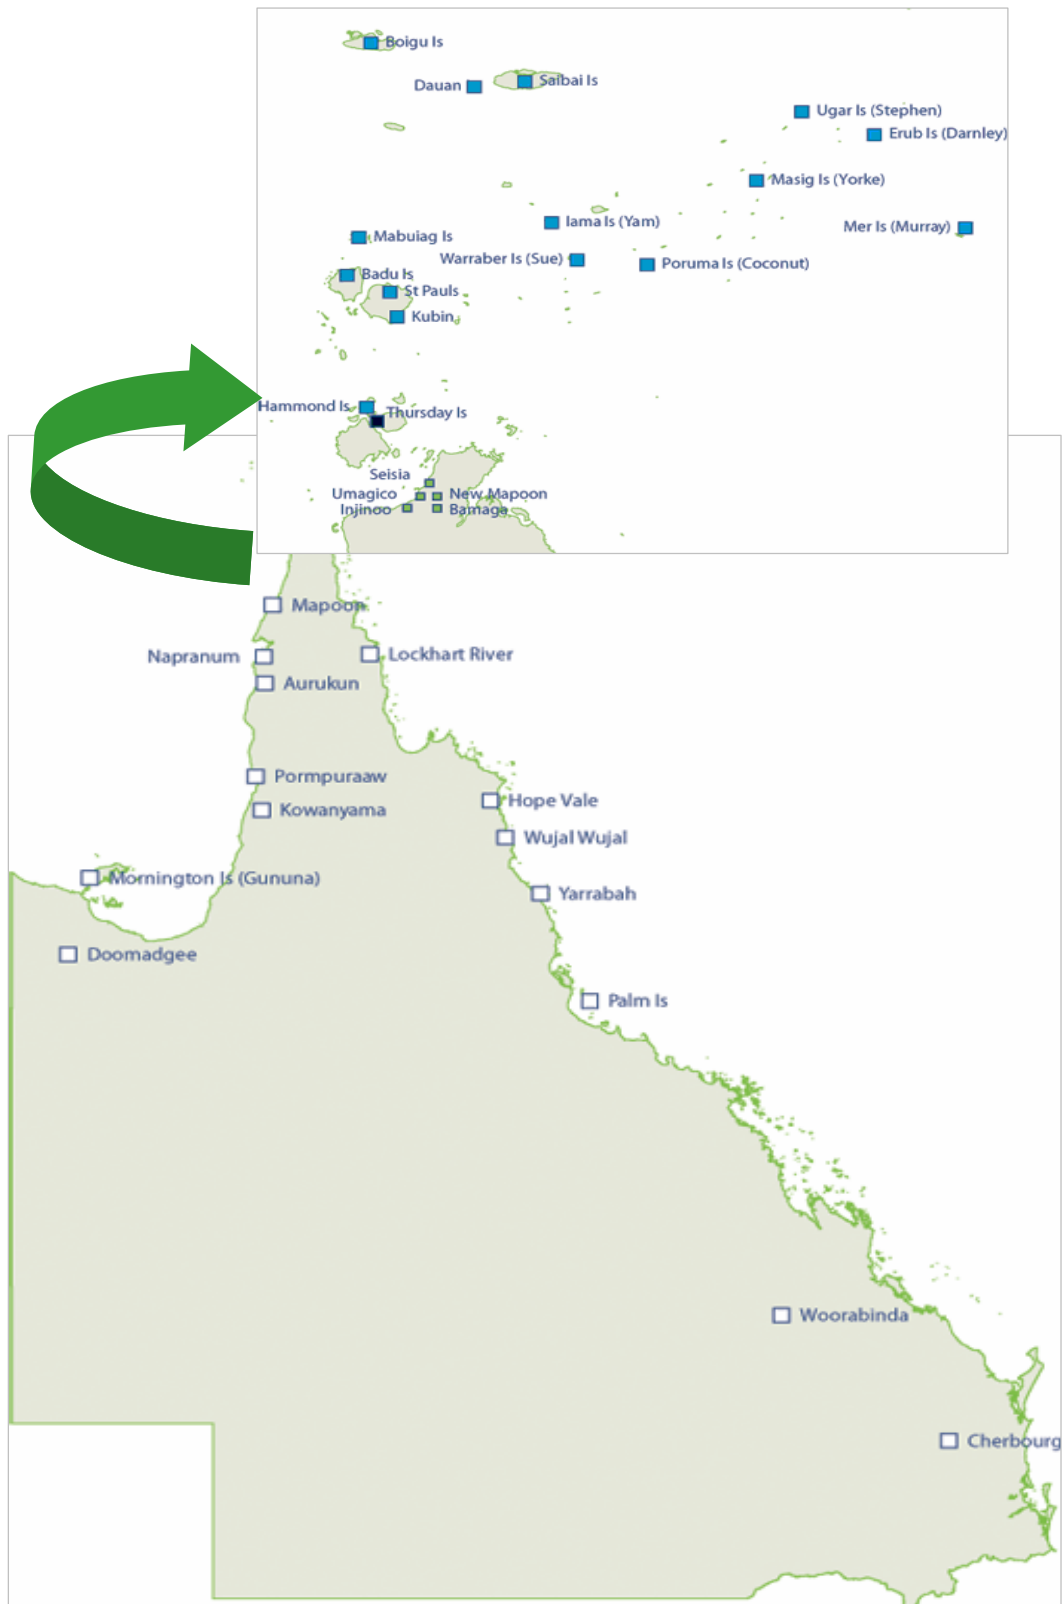 Boigu Is
Dauan
Saibai Is
Ugar Is (Stephen)
Erub Is (Darnley)
Masig Is (Yorke)
Iama Is (Yam)
Mer Is (Murray)
Mabuiag Is
Warraber Is (Sue)
Poruma Is (Coconut)
Badu Is
St Pauls
Kubin
Hammond Is
Thursday Is
Seisia
Umagico
New Mapoon
Injinoo
Bamaga
Mapoon
Napranum
Lockhart River
Aurukun
Pormpuraaw
Hope Vale
Kowanyama
Wujal Wujal
Mornington Is (Gununa)
Yarrabah
Doomadgee
Palm Is
Woorabinda
Cherbourg